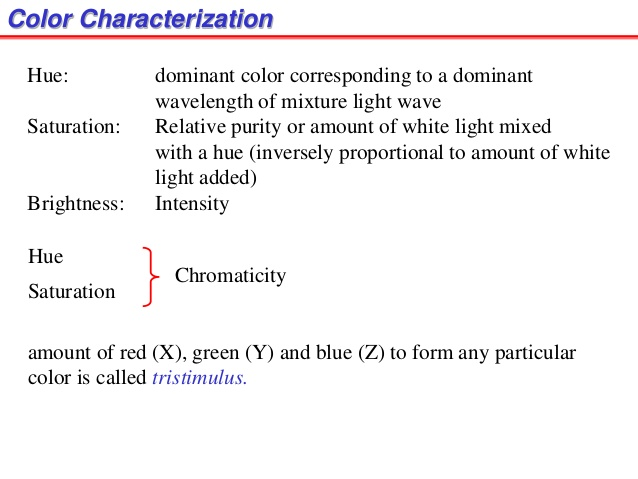 Color Characterization
Hue: dominant color corresponding to a dominant
wavelength of mixture light wave
Saturation: Relative purity or amount of white light mixed
with a hue (inversely proportional to amount of white
light added)
Brightness: Intensity
Hue
Chromaticity
Saturation
amount of red (X), green (Y) and blue (Z) to form any particular
color is called tristimulus.